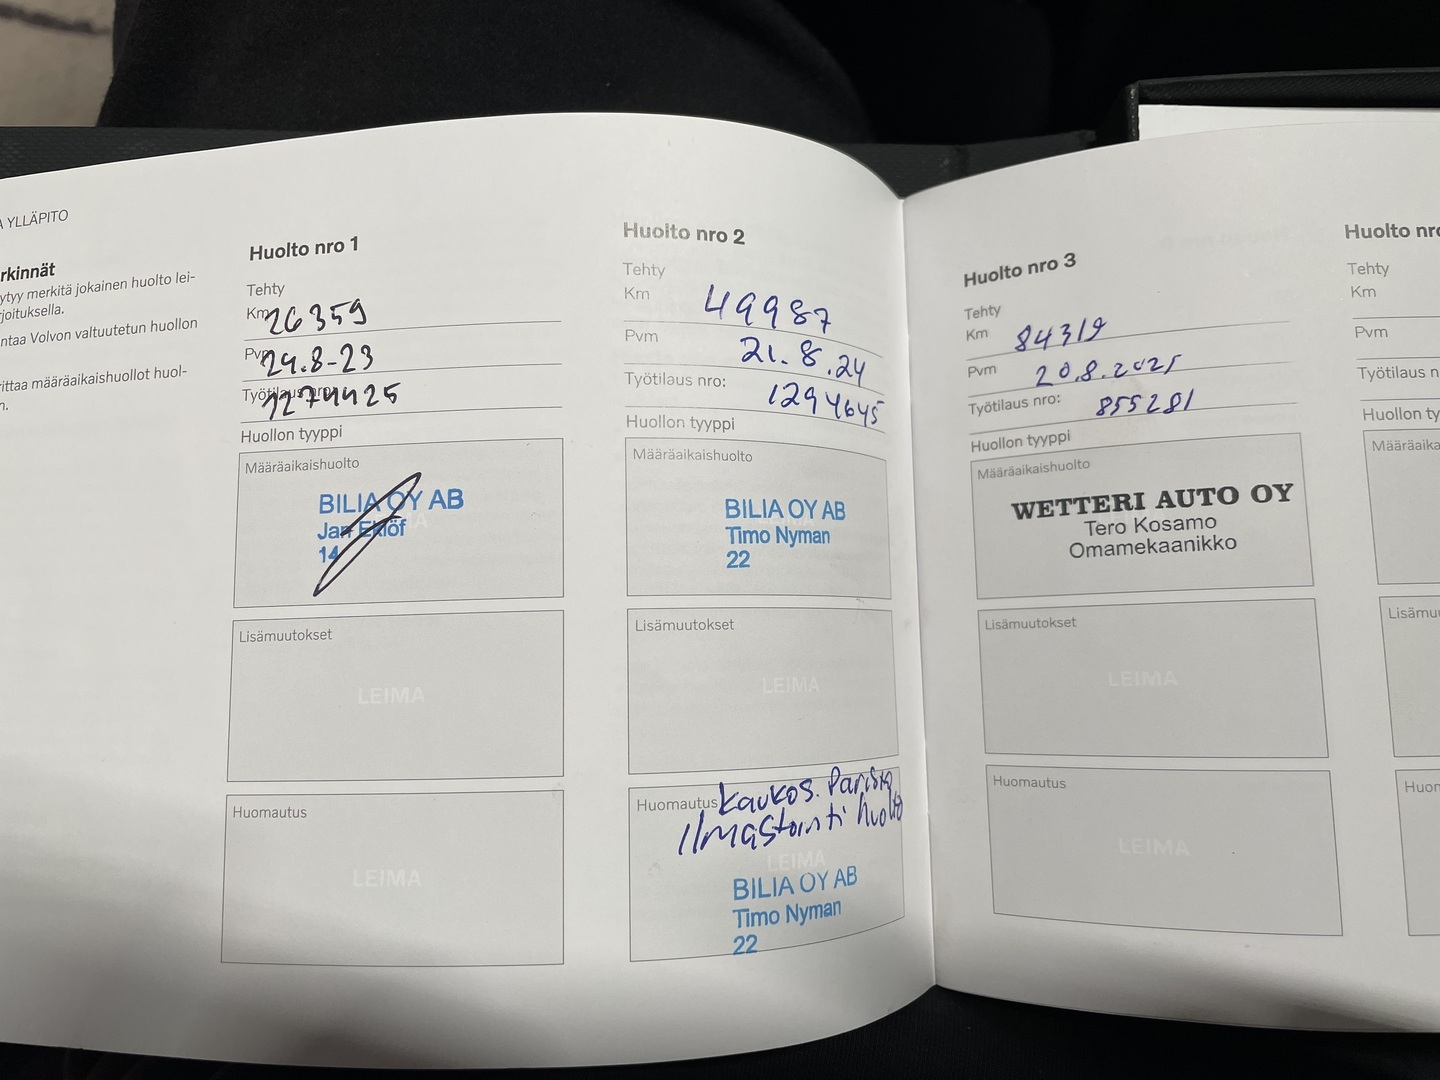 A YLLÄPITO
rkinnät
ytyy merkitä jokainen huolto lei-
rjoituksella.
ntaa Volvon valtuutetun huollon
rittaa määräaikaishuollot huol-
n.
Huolto nro 1
Tehty
Km 26359
Pvm 29.8-23
Työtilaus nro: 1279925
Huollon tyyppi
Määräaikaishuolto
BILIA OY AB
Jan Eklöf
14
Lisämuutokset
LEIMA
Huomautus
LEIMA
Huolto nro 2
Tehty
Km 49987
Pvm 21.8.24
Työtilaus nro: 1294645
Huollon tyyppi
Määräaikaishuolto
BILIA OY AB
Timo Nyman
22
Lisämuutokset
LEIMA
Huomautus Kaukos. Paristo
Ilmastointi huolto
LEIMA
BILIA OY AB
Timo Nyman
22
Huolto nro 3
Tehty
Km 84319
Pvm 20.8.2025
Työtilaus nro: 855281
Huollon tyyppi
Määräaikaishuolto
WETTERI AUTO OY
Tero Kosamo
Omamekaanikko
Lisämuutokset
LEIMA
Huomautus
LEIMA
Huolto nro
Tehty
Km
Pvm
Työtilaus n
Huollon ty
Määräaika
Lisämu
Huom